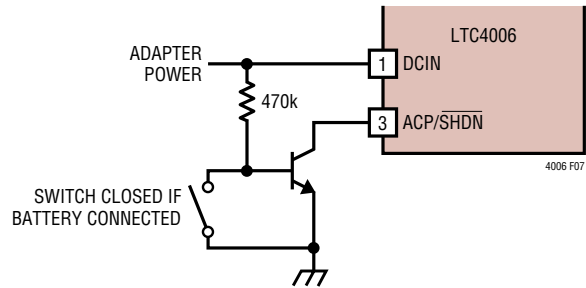 LTC4006
ADAPTER
POWER
1 DCIN
470k
3 ACP/SHDN
4006 F07
SWITCH CLOSED IF
BATTERY CONNECTED